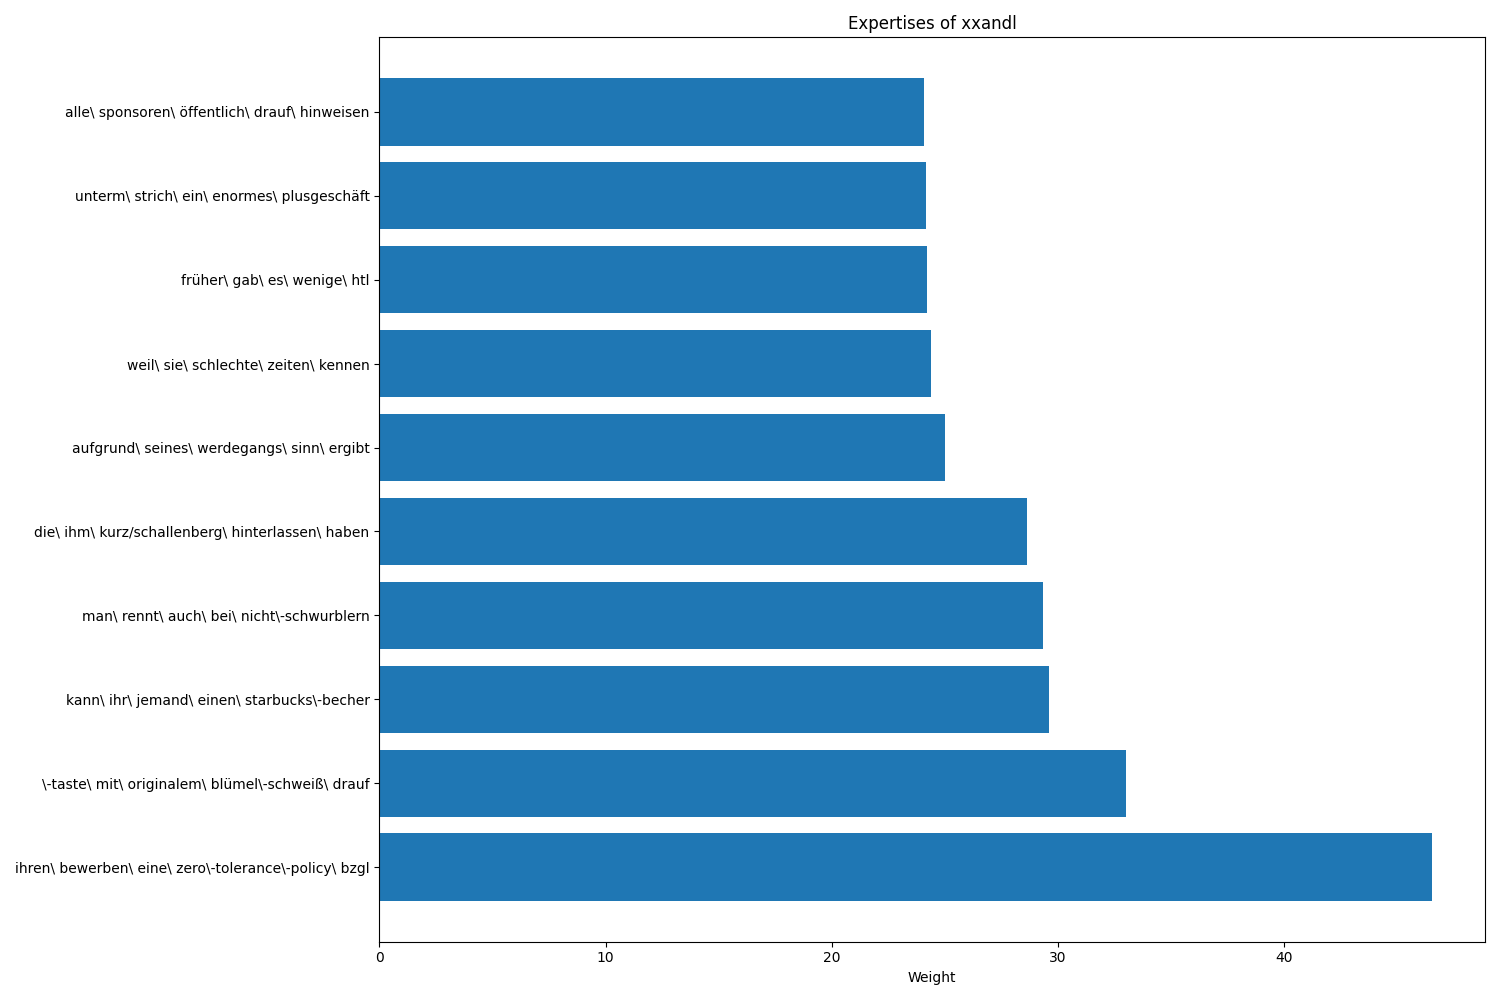 Expertises of xxandl
alle\ sponsoren\ öffentlich\ drauf\ hinweisen
unterm\ strich\ ein\ enormes\ plusgeschäft
früher\ gab\ es\ wenige\ htl
weil\ sie\ schlechte\ zeiten\ kennen
aufgrund\ seines\ werdegangs\ sinn\ ergibt
die\ ihm\ kurz/schallenberg\ hinterlassen\ haben
man\ rennt\ auch\ bei\ nicht\-schwurblern
kann\ ihr\ jemand\ einen\ starbucks\-becher
\-taste\ mit\ originalem\ blümel\-schweiß\ drauf
ihren\ bewerben\ eine\ zero\-tolerance\-policy\ bzgl
0 10 20 30 40
Weight